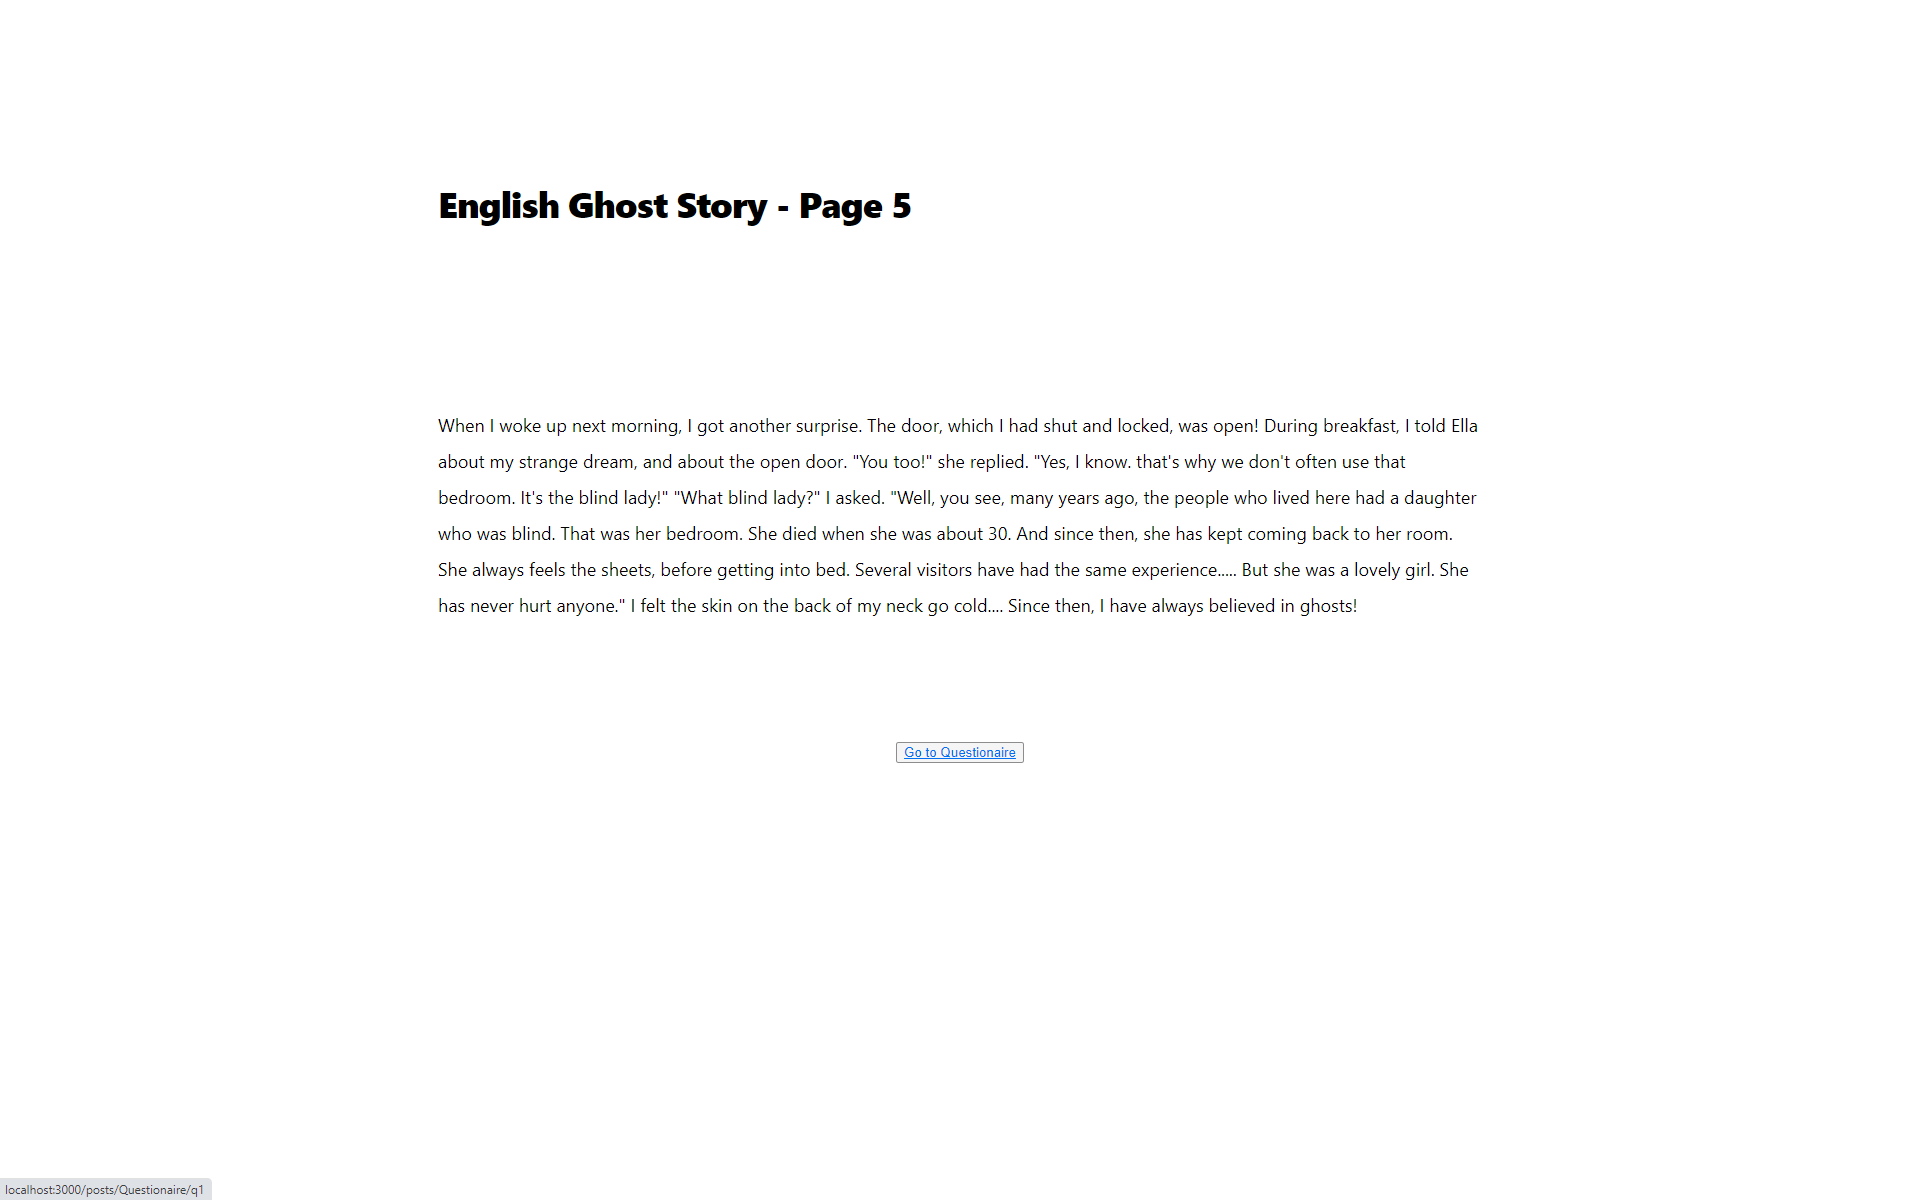 English Ghost Story - Page 5
When I woke up next morning, I got another surprise. The door, which I had shut and locked, was open! During breakfast, I told Ella
about my strange dream, and about the open door. "You too!" she replied. "Yes, I know. that's why we don't often use that
bedroom. It's the blind lady!" "What blind lady?" I asked. "Well, you see, many years ago, the people who lived here had a daughter
who was blind. That was her bedroom. She died when she was about 30. And since then, she has kept coming back to her room.
She always feels the sheets, before getting into bed. Several visitors have had the same experience..... But she was a lovely girl. She
has never hurt anyone." I felt the skin on the back of my neck go cold.... Since then, I have always believed in ghosts!
Go to Questionaire
localhost:3000/posts/Questionaire/q1